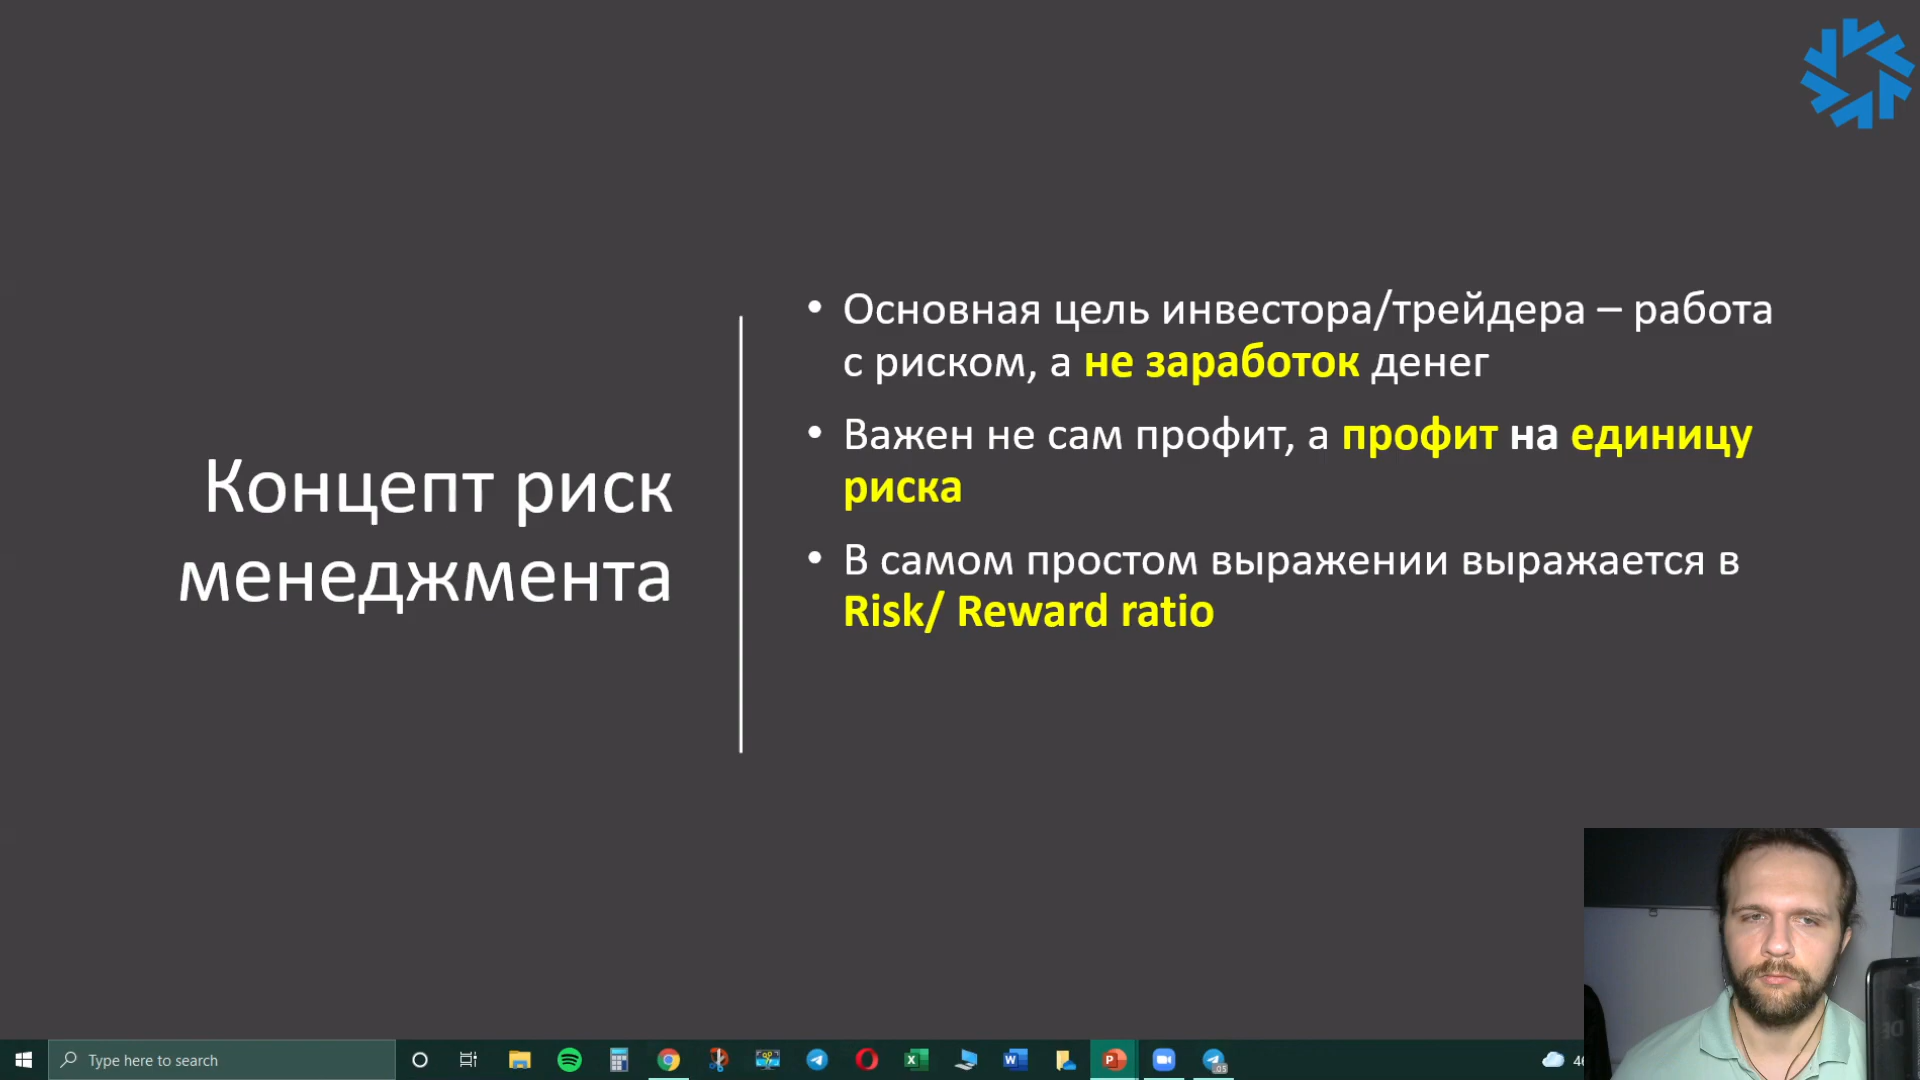 Концепт риск
менеджмента
• Основная цель инвестора/трейдера – работа
с риском, а не заработок денег
• Важен не сам профит, а профит на единицу
риска
• В самом простом выражении выражается в
Risk/ Reward ratio
Type here to search